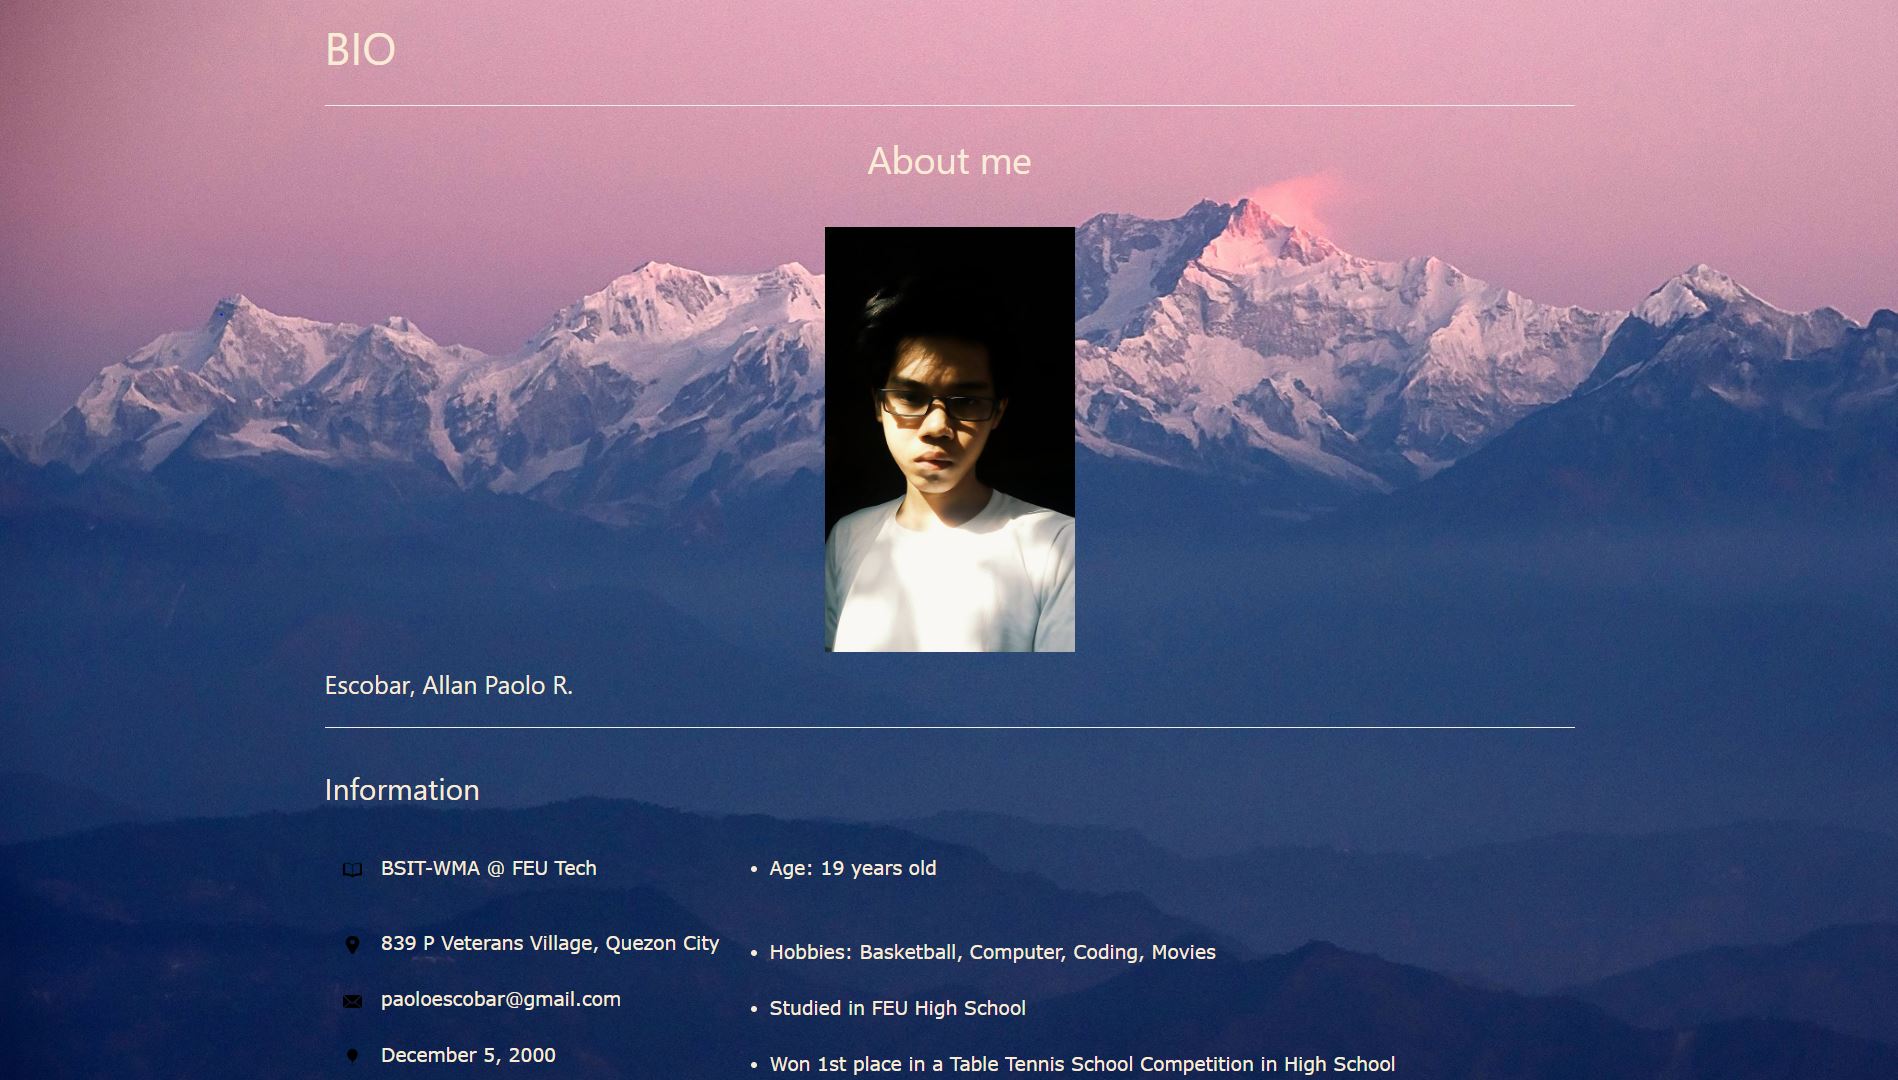 BIO
About me
Escobar, Allan Paolo R.
Information
BSIT-WMA @ FEU Tech
839 P Veterans Village, Quezon City
paoloescobar@gmail.com
December 5, 2000
• Age: 19 years old
• Hobbies: Basketball, Computer, Coding, Movies
• Studied in FEU High School
• Won 1st place in a Table Tennis School Competition in High School